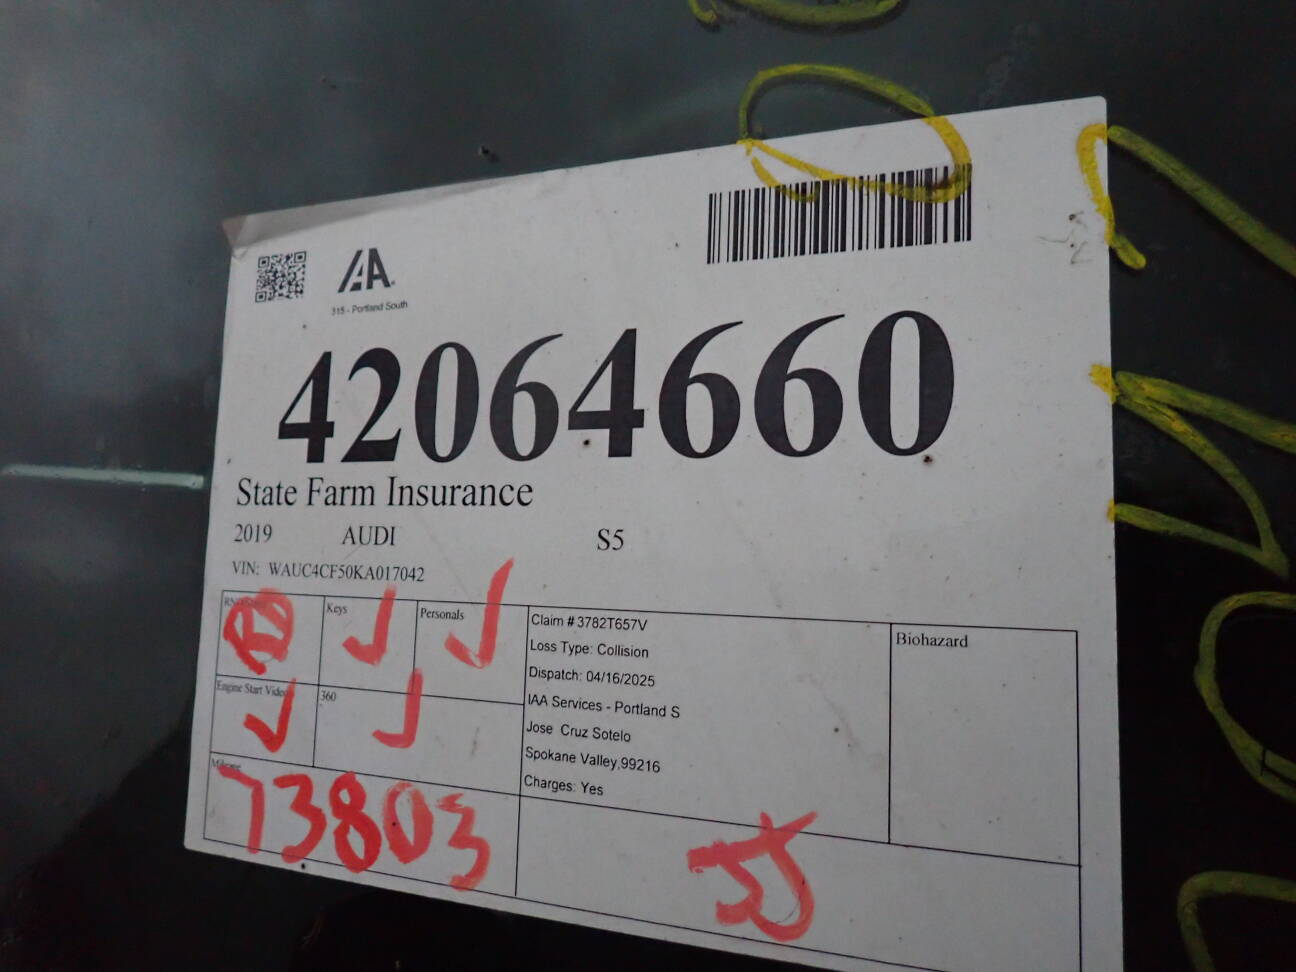 IAA
315 - Portland South
42064660
State Farm Insurance
2019 AUDI S5
VIN: WAUC4CF50KA017042
Keys
Personals
Engine Start Video
360
Mileage
73803
Claim # 3782T657V
Loss Type: Collision
Dispatch: 04/16/2025
IAA Services - Portland S
Jose Cruz Sotelo
Spokane Valley,99216
Charges: Yes
Biohazard